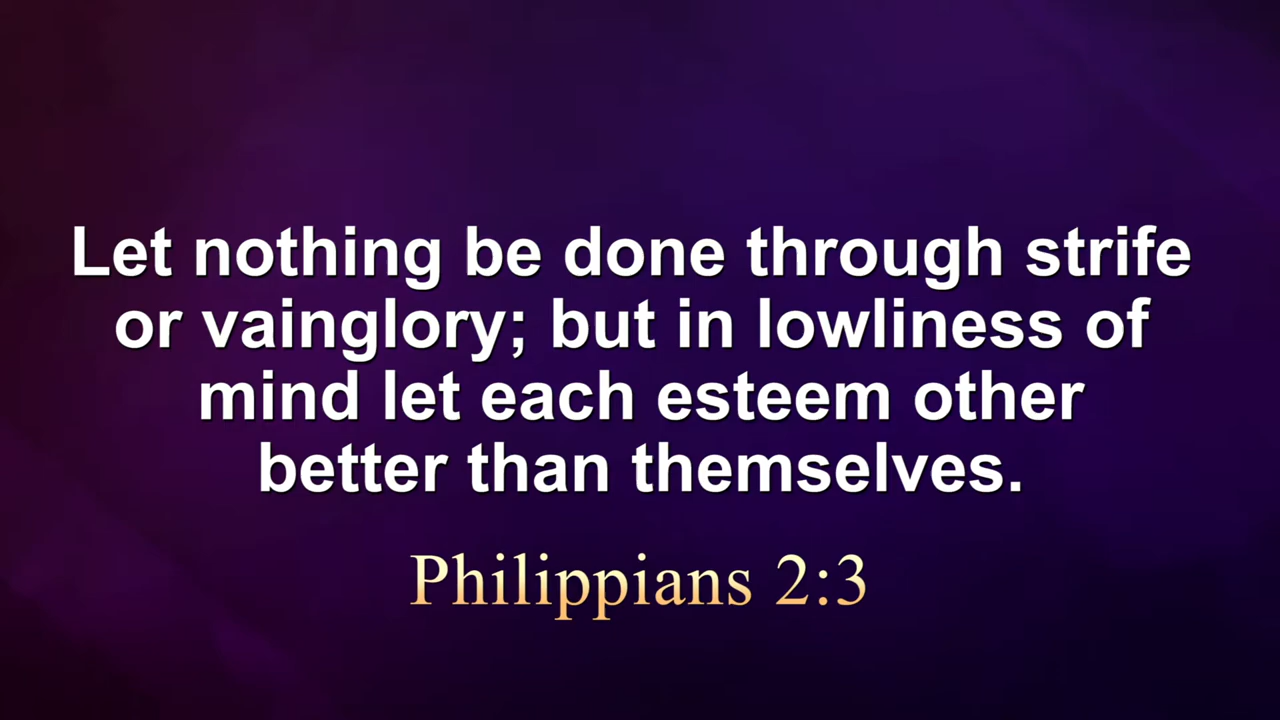 Let nothing be done through strife
or vainglory; but in lowliness of
mind let each esteem other
better than themselves.
Philippians 2:3